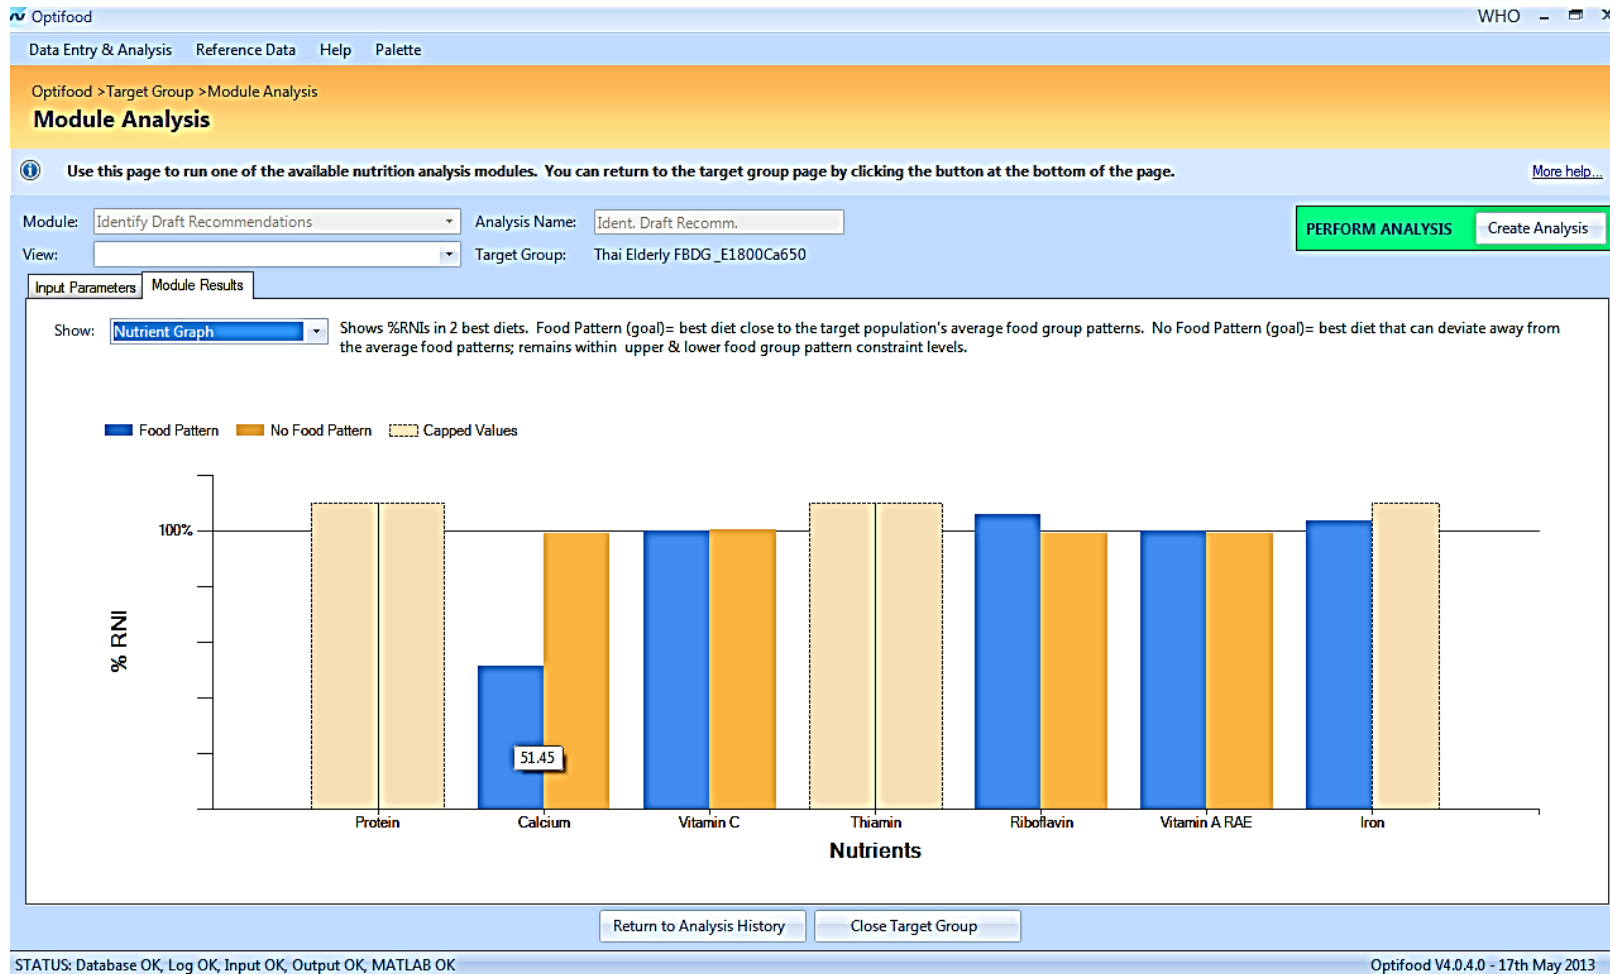 Optifood WHO
Data Entry & Analysis Reference Data Help Palette
Optifood >Target Group >Module Analysis
Module Analysis
Use this page to run one of the available nutrition analysis modules. You can return to the target group page by clicking the button at the bottom of the page. More help...
Module: Identify Draft Recommendations Analysis Name: Ident. Draft Recomm. PERFORM ANALYSIS Create Analysis
View: Target Group: Thai Elderly FBDG _E1800Ca650
Input Parameters Module Results
Show: Nutrient Graph Shows %RNIs in 2 best diets. Food Pattern (goal)= best diet close to the target population's average food group patterns. No Food Pattern (goal)= best diet that can deviate away from
the average food patterns; remains within upper & lower food group pattern constraint levels.
Food Pattern No Food Pattern Capped Values
100%
% RNI
51.45
Protein Calcium Vitamin C Thiamin Riboflavin Vitamin A RAE Iron
Nutrients
Return to Analysis History Close Target Group
STATUS: Database OK, Log OK, Input OK, Output OK, MATLAB OK Optifood V4.0.4.0 - 17th May 2013